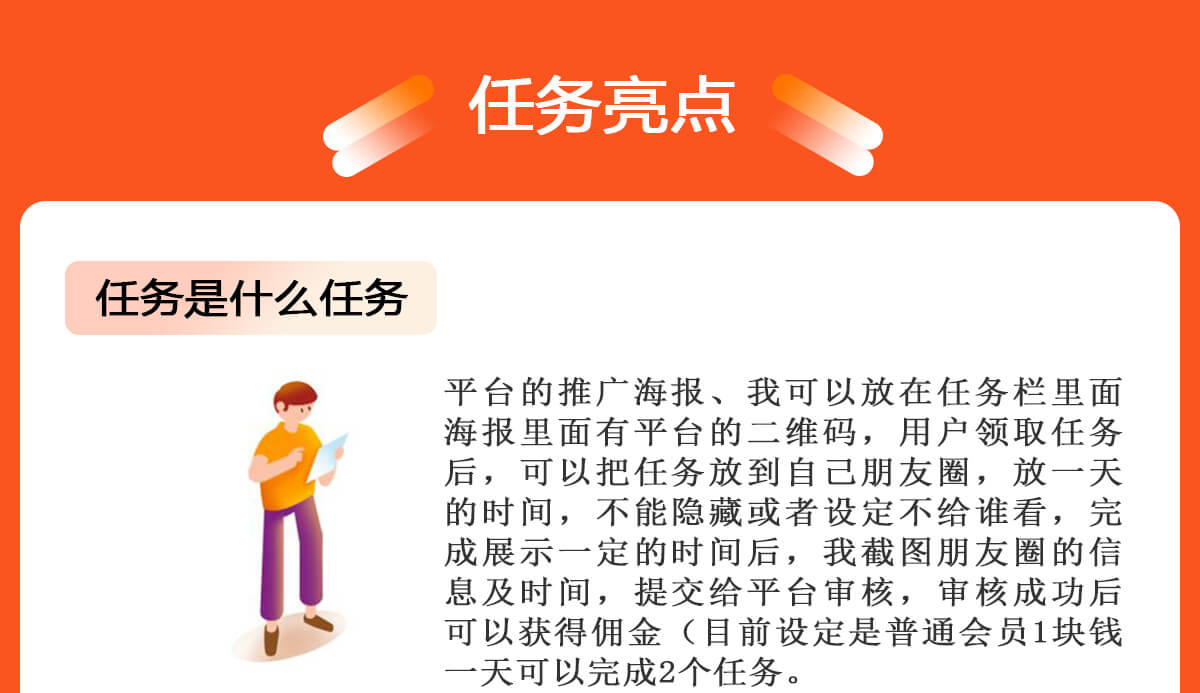 任务亮点
任务是什么任务
平台的推广海报、我可以放在任务栏里面
海报里面有平台的二维码，用户领取任务
后，可以把任务放到自己朋友圈，放一天
的时间，不能隐藏或者设定不给谁看，完
成展示一定的时间后，我截图朋友圈的信
息及时间，提交给平台审核，审核成功后
可以获得佣金（目前设定是普通会员1块钱
一天可以完成2个任务。